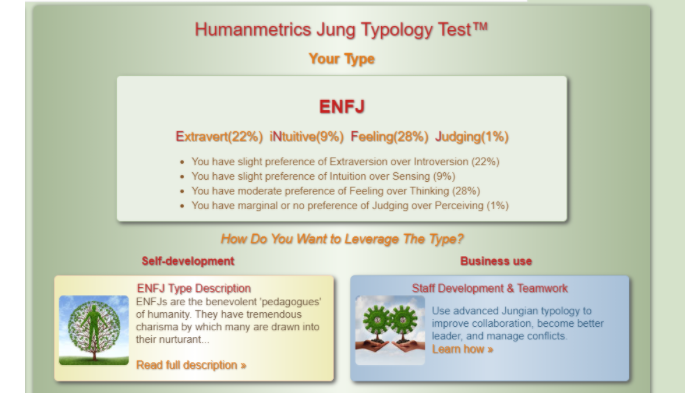 Humanmetrics Jung Typology Test™
Your Type
ENFJ
Extravert(22%) iNtuitive(9%) Feeling(28%) Judging(1%)
• You have slight preference of Extraversion over Introversion (22%)
• You have slight preference of Intuition over Sensing (9%)
• You have moderate preference of Feeling over Thinking (28%)
• You have marginal or no preference of Judging over Perceiving (1%)
How Do You Want to Leverage The Type?
Self-development
ENFJ Type Description
ENFJs are the benevolent 'pedagogues'
of humanity. They have tremendous
charisma by which many are drawn into
their nurturant...
Read full description »
Business use
Staff Development & Teamwork
Use advanced Jungian typology to
improve collaboration, become better
leader, and manage conflicts.
Learn how »